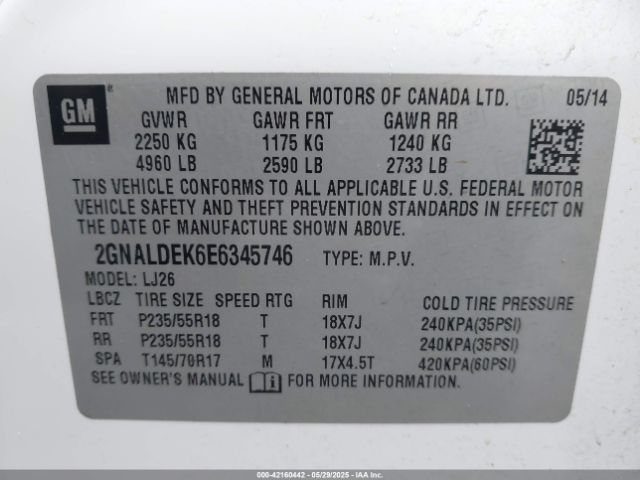 GM ® MFD BY GENERAL MOTORS OF CANADA LTD. 05/14
GVWR GAWR FRT GAWR RR
2250 KG 1175 KG 1240 KG
4960 LB 2590 LB 2733 LB
THIS VEHICLE CONFORMS TO ALL APPLICABLE U.S. FEDERAL MOTOR
VEHICLE SAFETY AND THEFT PREVENTION STANDARDS IN EFFECT ON
THE DATE OF MANUFACTURE SHOWN ABOVE.
2GNALDEK6E6345746 TYPE: M.P.V.
MODEL: LJ26
LBCZ TIRE SIZE SPEED RTG RIM COLD TIRE PRESSURE
FRT P235/55R18 T 18X7J 240KPA(35PSI)
RR P235/55R18 T 18X7J 240KPA(35PSI)
SPA T145/70R17 M 17X4.5T 420KPA(60PSI)
SEE OWNER'S MANUAL FOR MORE INFORMATION.
000-42160442 - 05/29/2025 - IAAI.COM